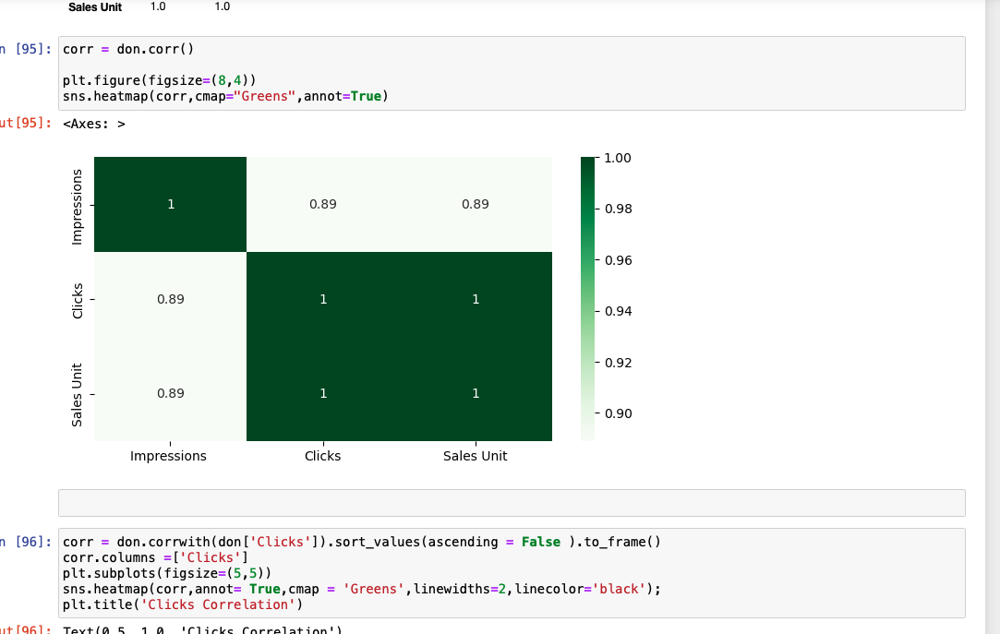 Sales Unit 1.0 1.0
n [95]: corr = don.corr()
plt.figure(figsize=(8,4))
sns.heatmap(corr,cmap="Greens",annot=True)
ut[95]: <Axes: >
Impressions 1 0.89 0.89
Clicks 0.89 1 1
Sales Unit 0.89 1 1
Impressions Clicks Sales Unit
1.00
0.98
0.96
0.94
0.92
0.90
n [96]: corr = don.corrwith(don['Clicks']).sort_values(ascending = False ).to_frame()
corr.columns =['Clicks']
plt.subplots(figsize=(5,5))
sns.heatmap(corr,annot= True,cmap = 'Greens',linewidths=2,linecolor='black');
plt.title('Clicks Correlation')
ut[96]: Text(0.5, 1.0, 'Clicks Correlation')